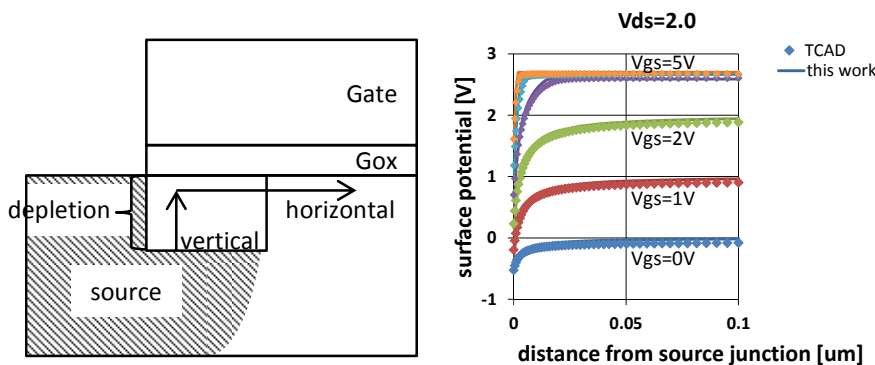 Gate
Gox
depletion
horizontal
vertical
source
Vds=2.0
surface potential [V]
3
2
1
0
-1
Vgs=5V
Vgs=2V
Vgs=1V
Vgs=0V
0
0.05
0.1
distance from source junction [um]
TCAD
this work